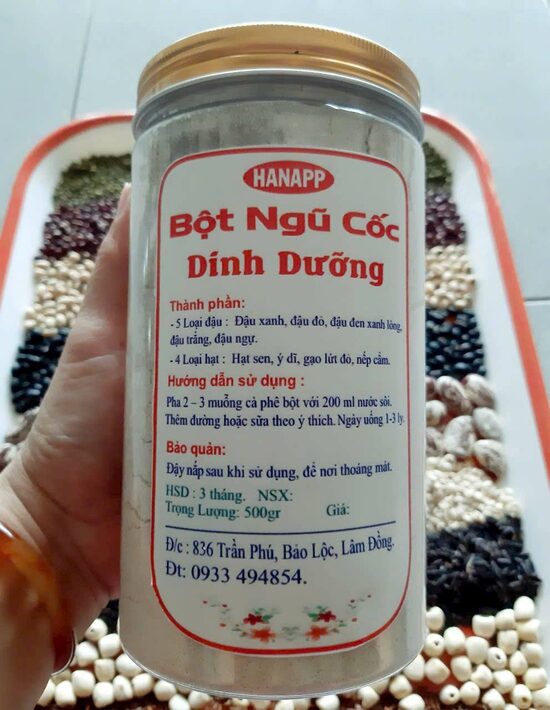 HANAPP
Bột Ngũ Cốc
Dinh Dưỡng
Thành phần:
- 5 Loại đậu : Đậu xanh, đậu đỏ, đậu đen xanh lòng,
đậu trắng, đậu ngự.
- 4 Loại hạt : Hạt sen, ý dĩ, gạo lứt đỏ, nếp cẩm.
Hướng dẫn sử dụng :
Pha 2 – 3 muỗng cà phê bột với 200 ml nước sôi.
Thêm đường hoặc sữa theo ý thích. Ngày uống 1-3 ly.
Bảo quản:
Đậy nắp sau khi sử dụng, để nơi thoáng mát.
HSD : 3 tháng. NSX:
Trọng Lượng: 500gr Giá:
Đ/c : 836 Trần Phú, Bảo Lộc, Lâm Đồng.
Đt: 0933 494854.